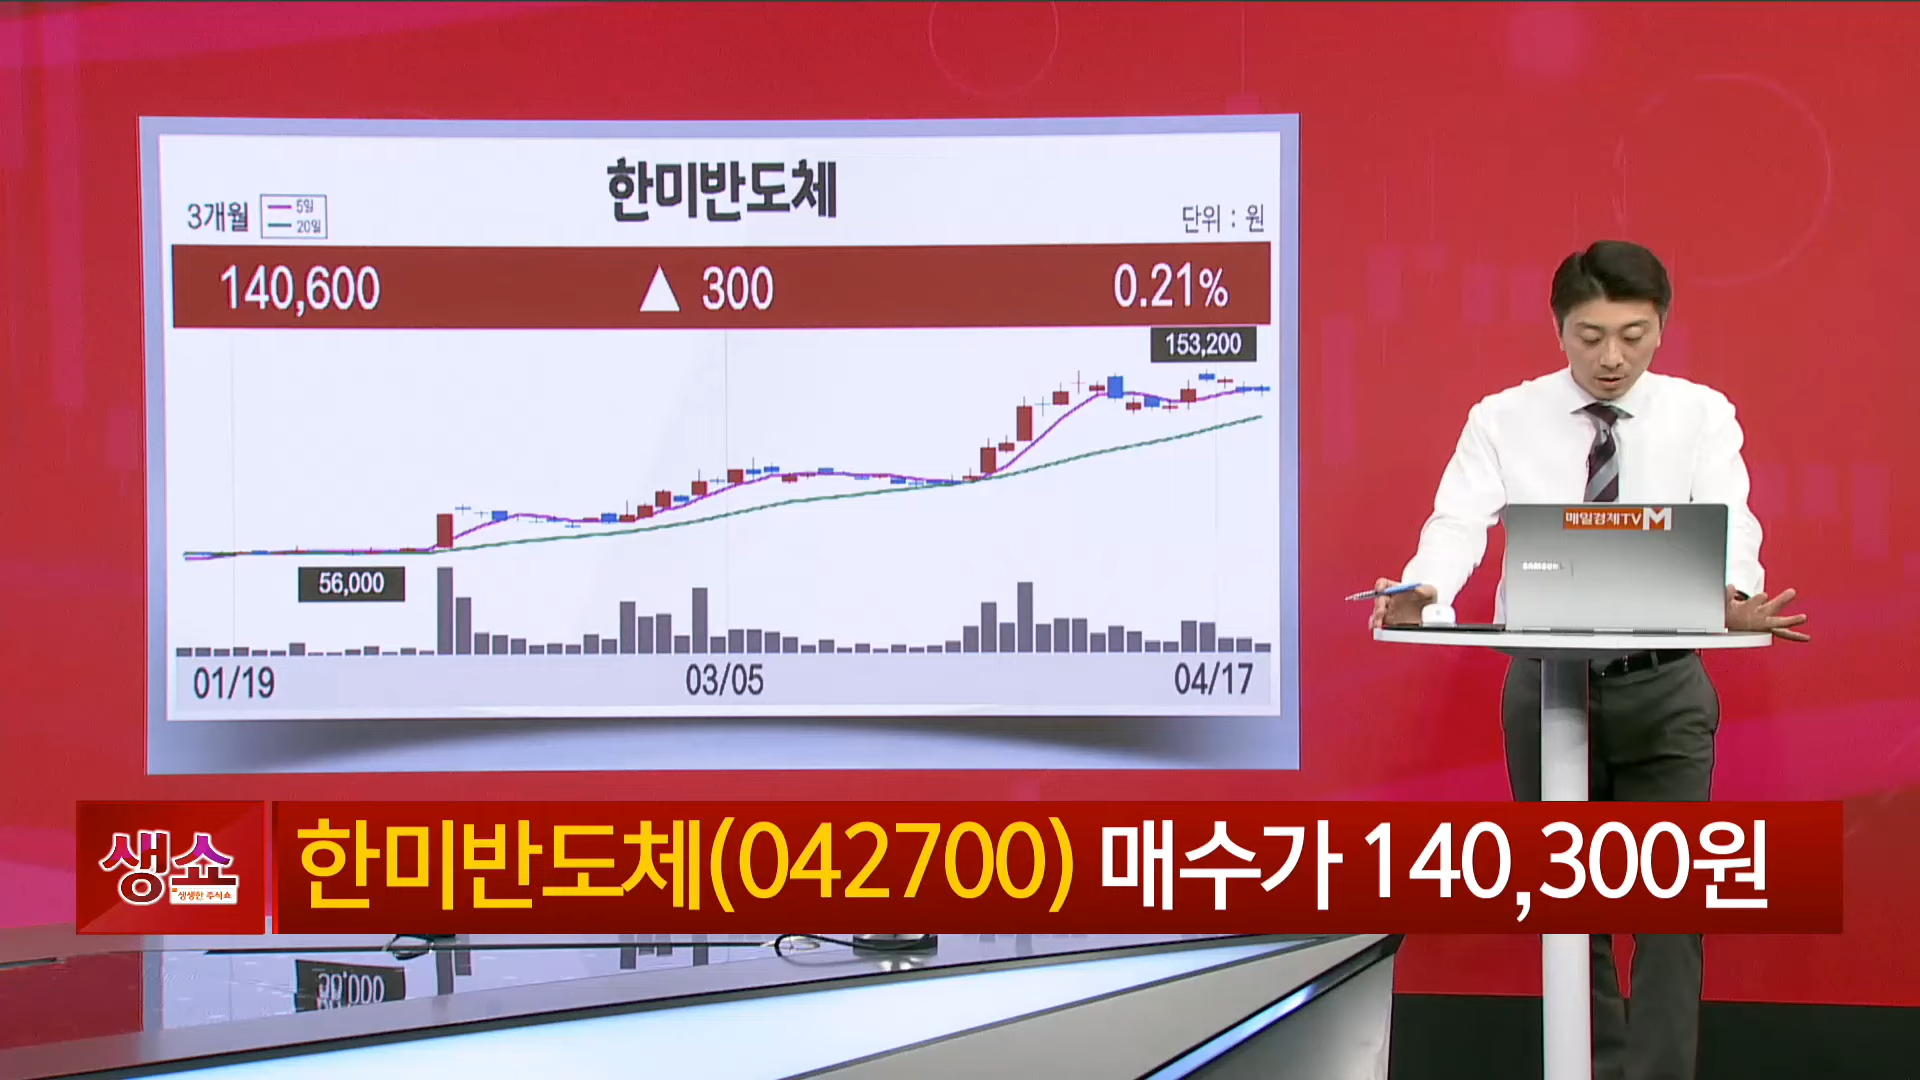 한미반도체
3개월
5일
20일
단위 : 원
140,600 ▲ 300 0.21%
153,200
56,000
01/19 03/05 04/17
매일경제TV M
SAMSUNG
생쇼
생생한 주식쇼
한미반도체(042700) 매수가 140,300원